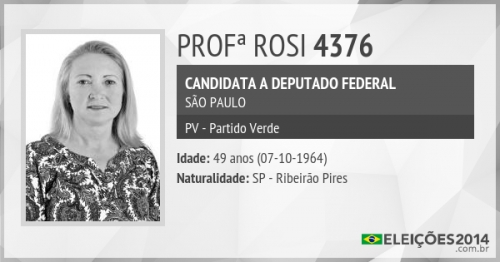 PROFª ROSI 4376
CANDIDATA A DEPUTADO FEDERAL
SÃO PAULO
PV - Partido Verde
Idade: 49 anos (07-10-1964)
Naturalidade: SP - Ribeirão Pires
ELEIÇÕES2014
.com.br